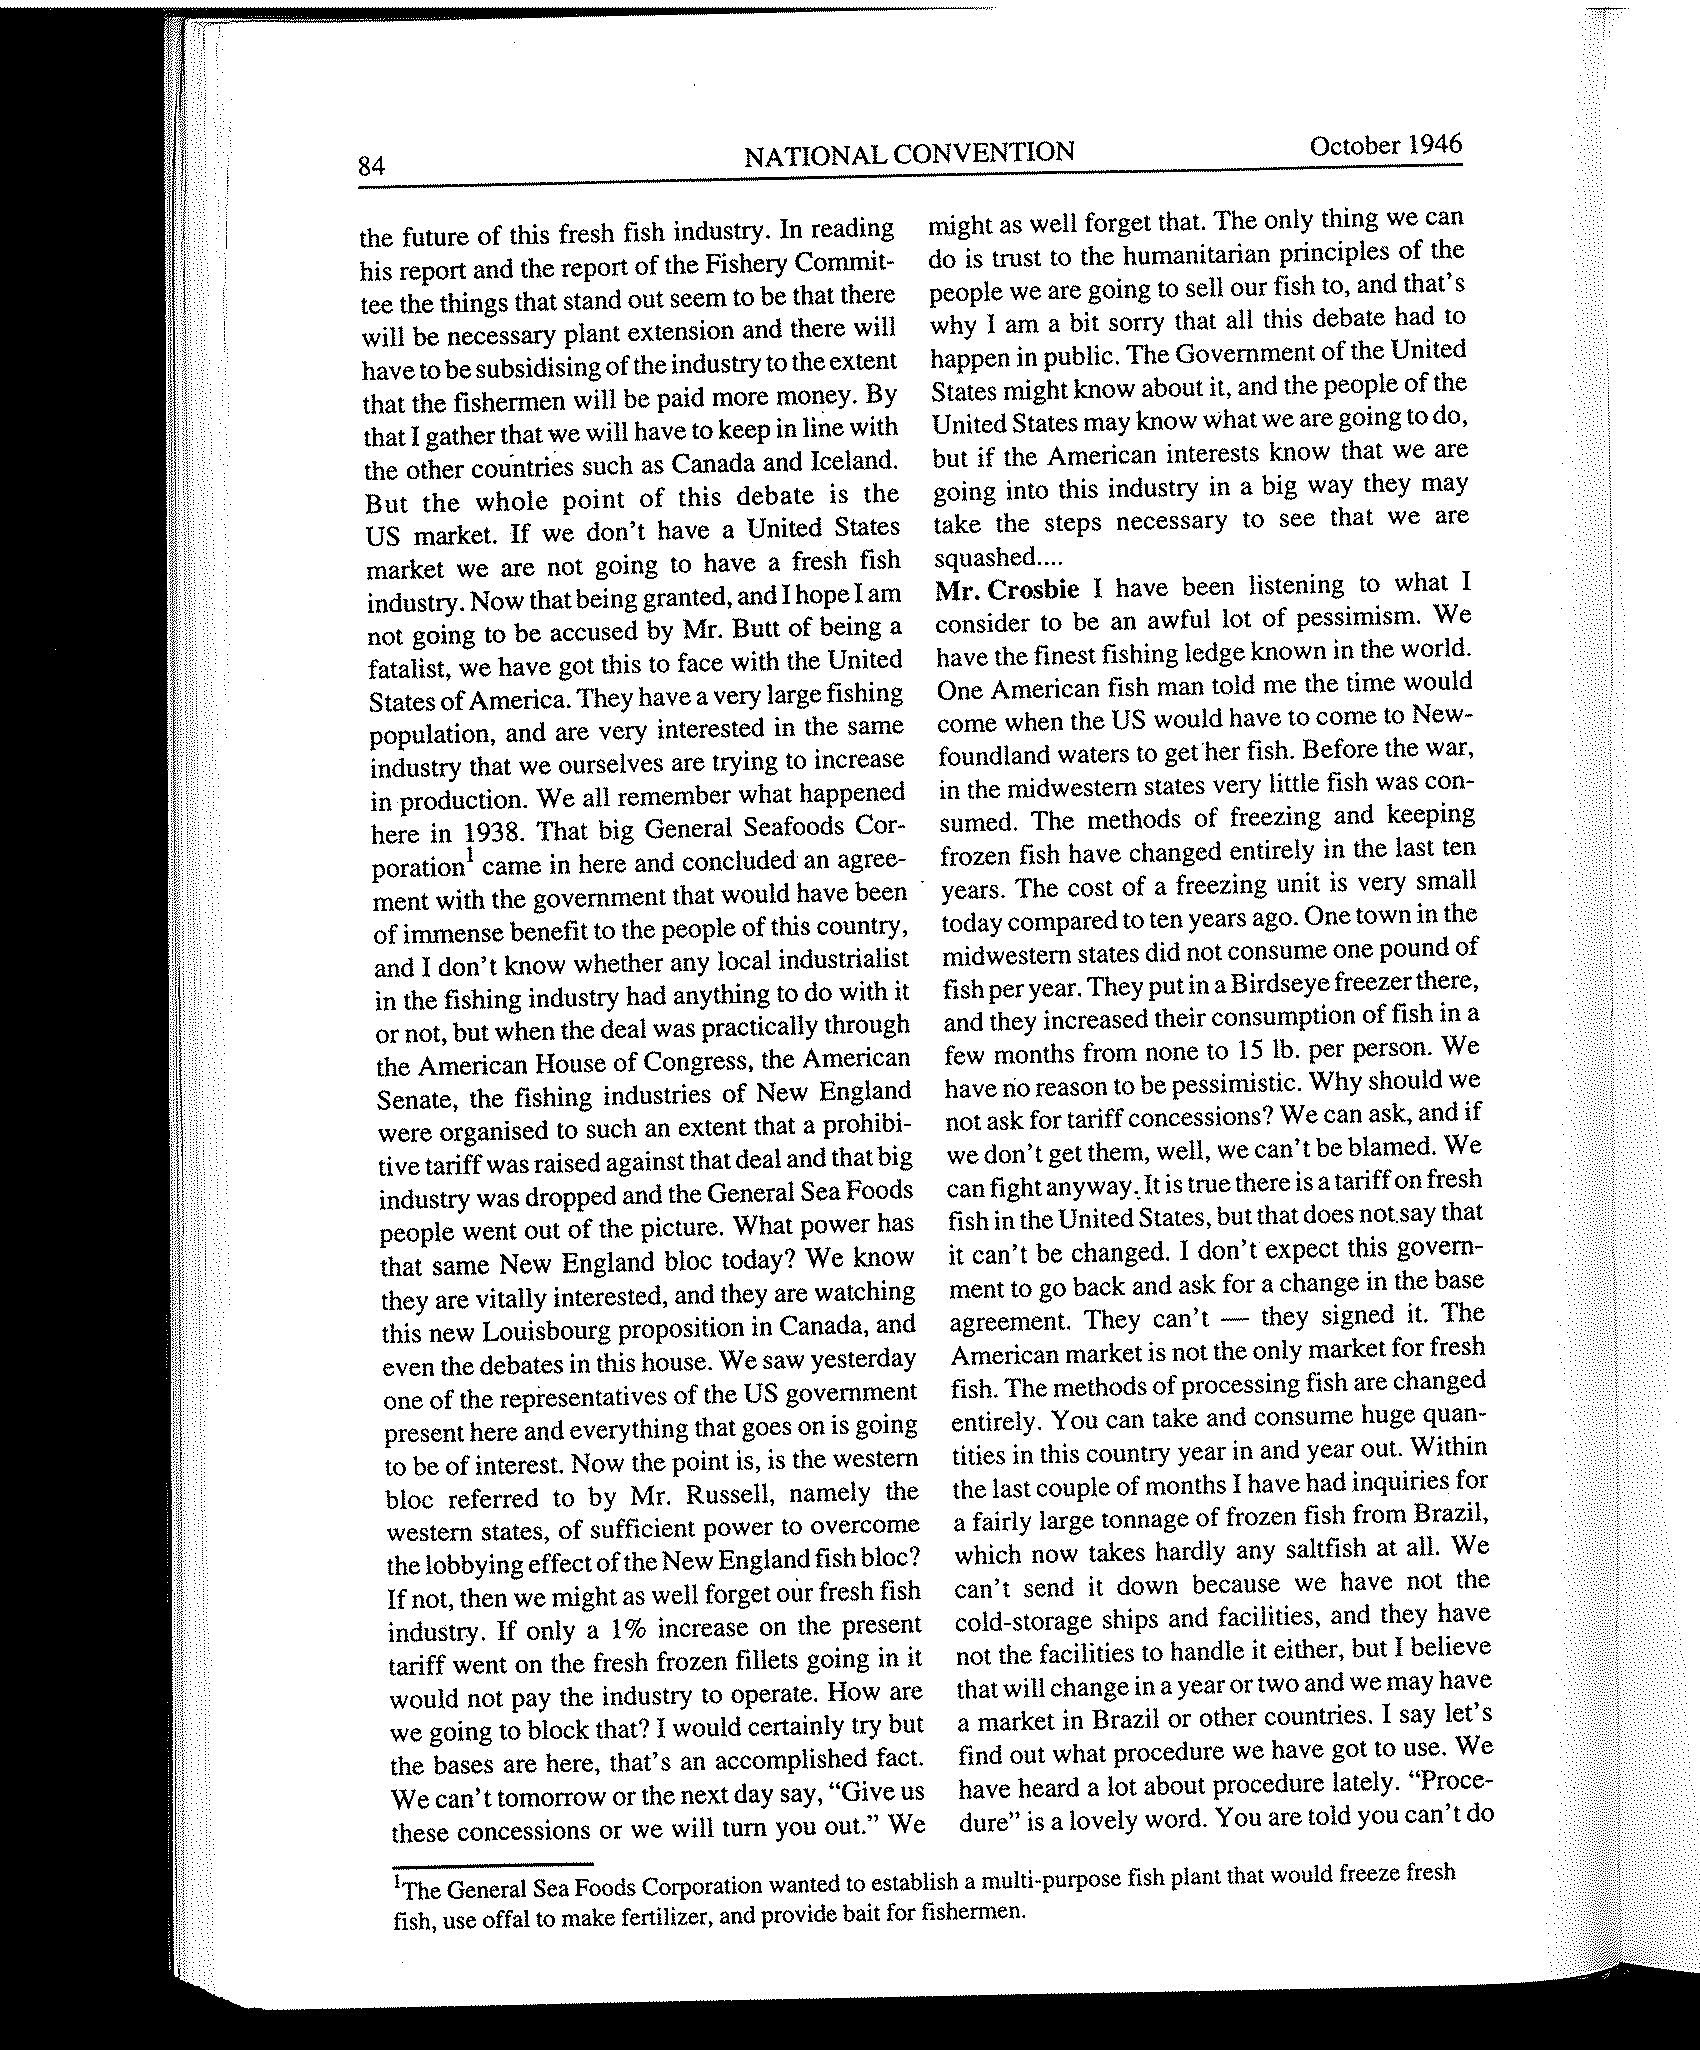 84
NATIONAL CONVENTION
October 1946
the future of this fresh fish industry. In reading
his report and the report of the Fishery Commit-
tee the things that stand out seem to be that there
will be necessary plant extension and there will
have to be subsidising of the industry to the extent
that the fishermen will be paid more money. By
that I gather that we will have to keep in line with
the other countries such as Canada and Iceland.
But the whole point of this debate is the
US market. If we don't have a United States
market we are not going to have a fresh fish
industry. Now that being granted, and I hope I am
not going to be accused by Mr. Butt of being a
fatalist, we have got this to face with the United
States of America. They have a very large fishing
population, and are very interested in the same
industry that we ourselves are trying to increase
in production. We all remember what happened
here in 1938. That big General Seafoods Cor-
poration¹ came in here and concluded an agree-
ment with the government that would have been
of immense benefit to the people of this country,
and I don't know whether any local industrialist
in the fishing industry had anything to do with it
or not, but when the deal was practically through
the American House of Congress, the American
Senate, the fishing industries of New England
were organised to such an extent that a prohibi-
tive tariff was raised against that deal and that big
industry was dropped and the General Sea Foods
people went out of the picture. What power has
that same New England bloc today? We know
they are vitally interested, and they are watching
this new Louisbourg proposition in Canada, and
even the debates in this house. We saw yesterday
one of the representatives of the US government
present here and everything that goes on is going
to be of interest. Now the point is, is the western
bloc referred to by Mr. Russell, namely the
western states, of sufficient power to overcome
the lobbying effect of the New England fish bloc?
If not, then we might as well forget our fresh fish
industry. If only a 1% increase on the present
tariff went on the fresh frozen fillets going in it
would not pay the industry to operate. How are
we going to block that? I would certainly try but
the bases are here, that's an accomplished fact.
We can't tomorrow or the next day say, "Give us
these concessions or we will turn you out." We
might as well forget that. The only thing we can
do is trust to the humanitarian principles of the
people we are going to sell our fish to, and that's
why I am a bit sorry that all this debate had to
happen in public. The Government of the United
States might know about it, and the people of the
United States may know what we are going to do,
but if the American interests know that we are
going into this industry in a big way they may
take the steps necessary to see that we are
squashed....
Mr. Crosbie I have been listening to what I
consider to be an awful lot of pessimism. We
have the finest fishing ledge known in the world.
One American fish man told me the time would
come when the US would have to come to New-
foundland waters to get her fish. Before the war,
in the midwestern states very little fish was con-
sumed. The methods of freezing and keeping
frozen fish have changed entirely in the last ten
years. The cost of a freezing unit is very small
today compared to ten years ago. One town in the
midwestern states did not consume one pound of
fish per year. They put in a Birdseye freezer there,
and they increased their consumption of fish in a
few months from none to 15 lb. per person. We
have no reason to be pessimistic. Why should we
not ask for tariff concessions? We can ask, and if
we don't get them, well, we can't be blamed. We
can fight anyway. It is true there is a tariff on fresh
fish in the United States, but that does not say that
it can't be changed. I don't expect this govern-
ment to go back and ask for a change in the base
agreement. They can't — they signed it. The
American market is not the only market for fresh
fish. The methods of processing fish are changed
entirely. You can take and consume huge quan-
tities in this country year in and year out. Within
the last couple of months I have had inquiries for
a fairly large tonnage of frozen fish from Brazil,
which now takes hardly any saltfish at all. We
can't send it down because we have not the
cold-storage ships and facilities, and they have
not the facilities to handle it either, but I believe
that will change in a year or two and we may have
a market in Brazil or other countries. I say let's
find out what procedure we have got to use. We
have heard a lot about procedure lately. "Proce-
dure" is a lovely word. You are told you can't do
¹The General Sea Foods Corporation wanted to establish a multi-purpose fish plant that would freeze fresh
fish, use offal to make fertilizer, and provide bait for fishermen.